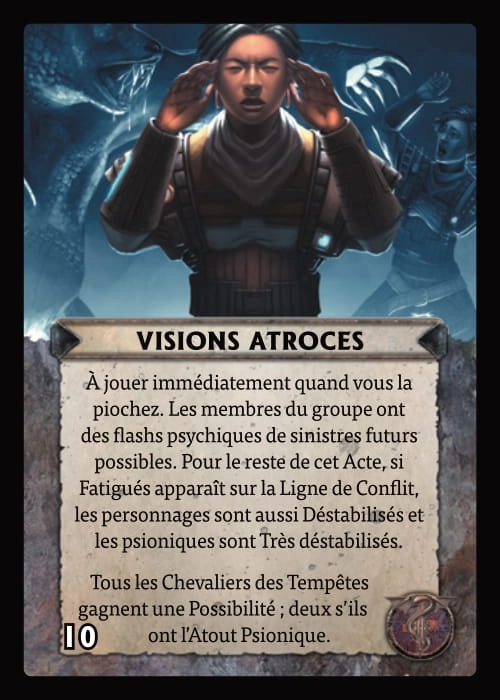 VISIONS ATROCES
À jouer immédiatement quand vous la
piochez. Les membres du groupe ont
des flashs psychiques de sinistres futurs
possibles. Pour le reste de cet Acte, si
Fatigués apparaît sur la Ligne de Conflit,
les personnages sont aussi Déstabilisés et
les psioniques sont Très déstabilisés.
Tous les Chevaliers des Tempêtes
gagnent une Possibilité ; deux s’ils
ont l’Atout Psionique.
10